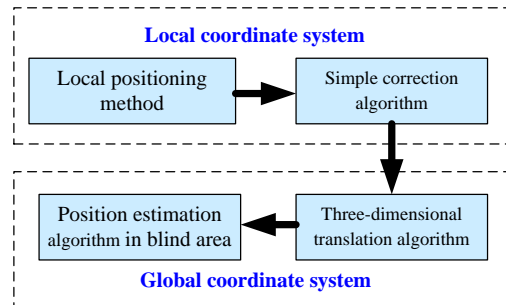 Local coordinate system
Local positioning
method
Simple correction
algorithm
Position estimation
algorithm in blind area
Three-dimensional
translation algorithm
Global coordinate system